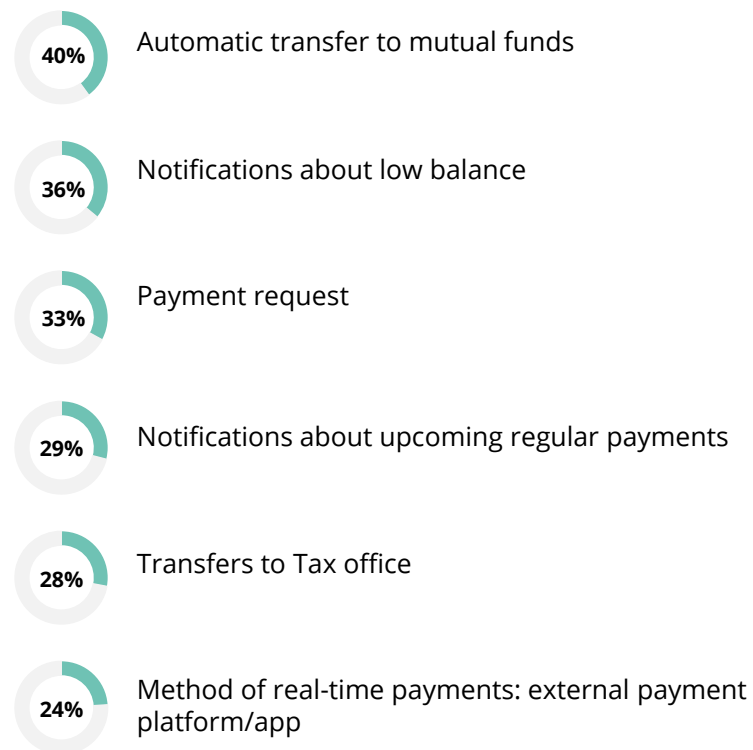 40%
Automatic transfer to mutual funds
36%
Notifications about low balance
33%
Payment request
29%
Notifications about upcoming regular payments
28%
Transfers to Tax office
24%
Method of real-time payments: external payment
platform/app